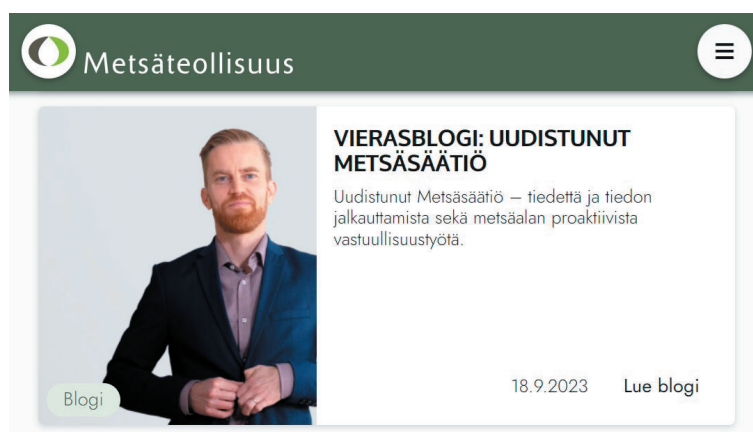 Metsäteollisuus
VIERASBLOGI: UUDISTUNUT
METSÄSÄÄTIÖ
Uudistunut Metsäsäätiö – tiedettä ja tiedon
jalkauttamista sekä metsäalan proaktiivista
vastuullisuustyötä.
18.9.2023 Lue blogi
Blogi